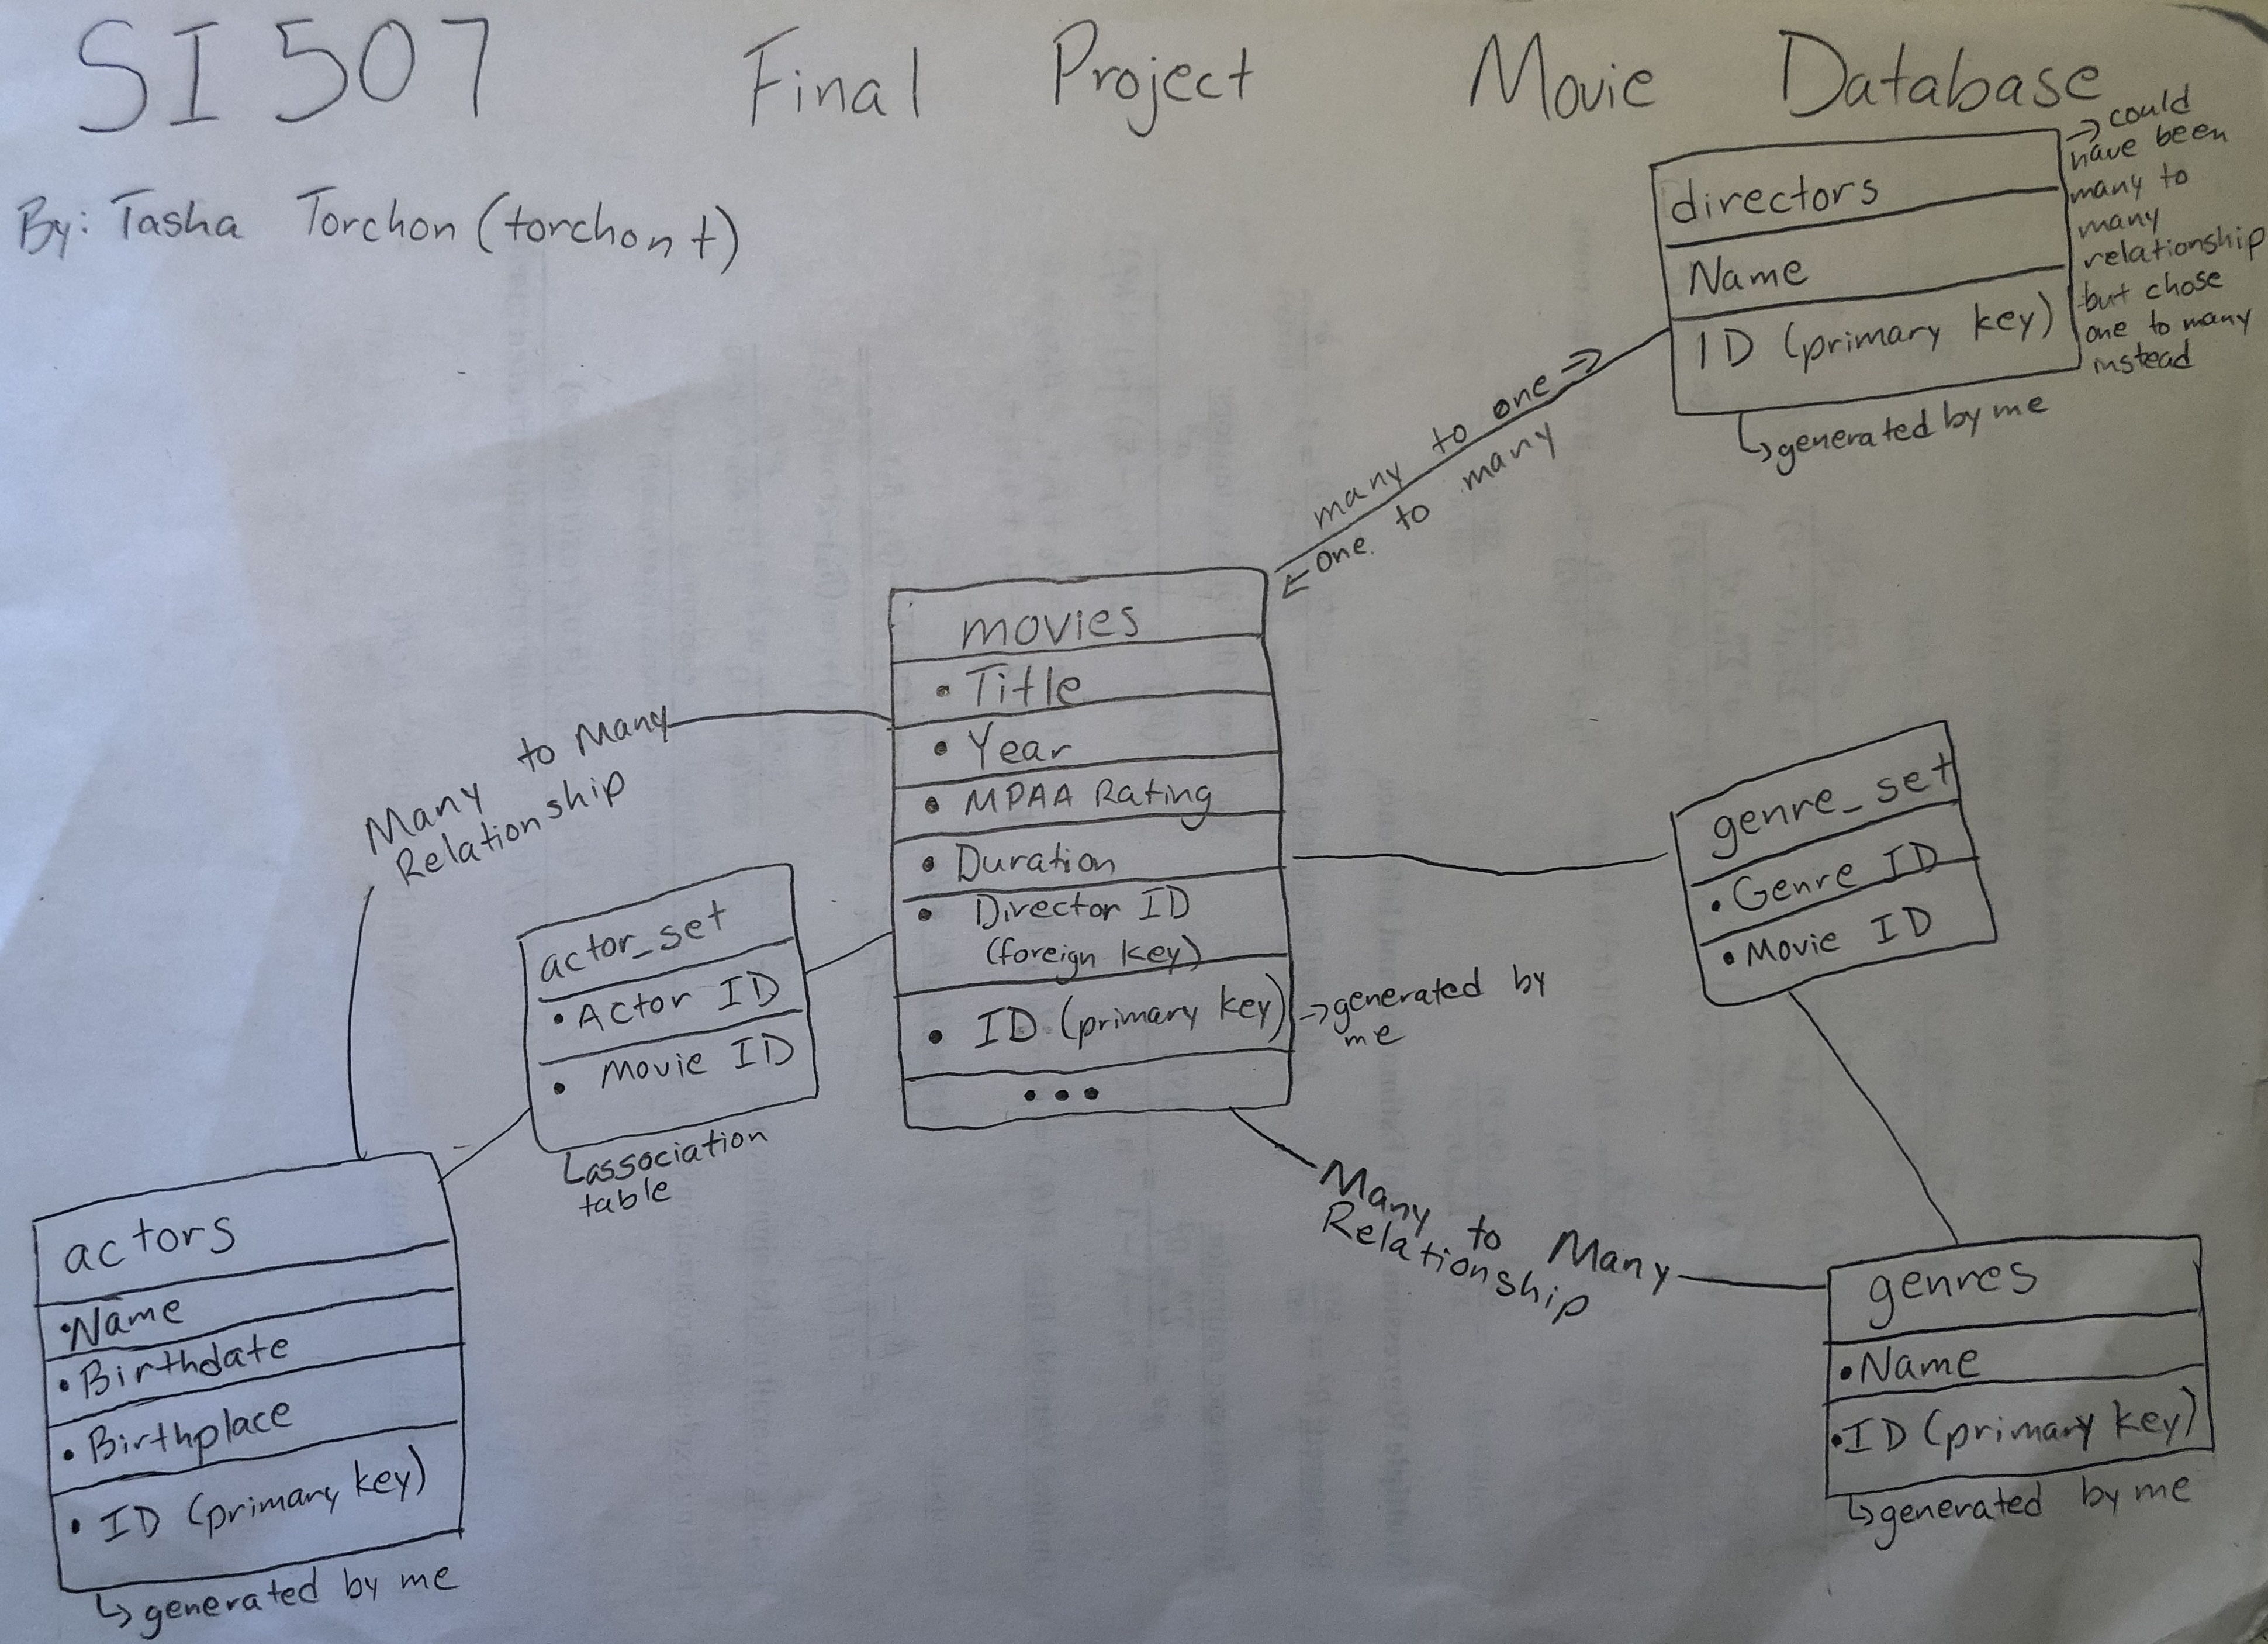 SI 507 Final Project Movie Database
By: Tasha Torchon (torchont)
directors
Name
ID (primary key)
↳ generated by me
→ could
have been
many to
many
relationship
but chose
one to many
instead
many to one →
← one to many
movies
• Title
• Year
• MPAA Rating
• Duration
• Director ID
(foreign key)
• ID (primary key)
→ generated by
me
• • •
Many to Many
Relationship
actor_set
• Actor ID
• Movie ID
↳ association
table
actors
• Name
• Birthdate
• Birthplace
• ID (primary key)
↳ generated by me
genre_set
• Genre ID
• Movie ID
Many to Many
Relationship
genres
• Name
• ID (primary key)
↳ generated by me